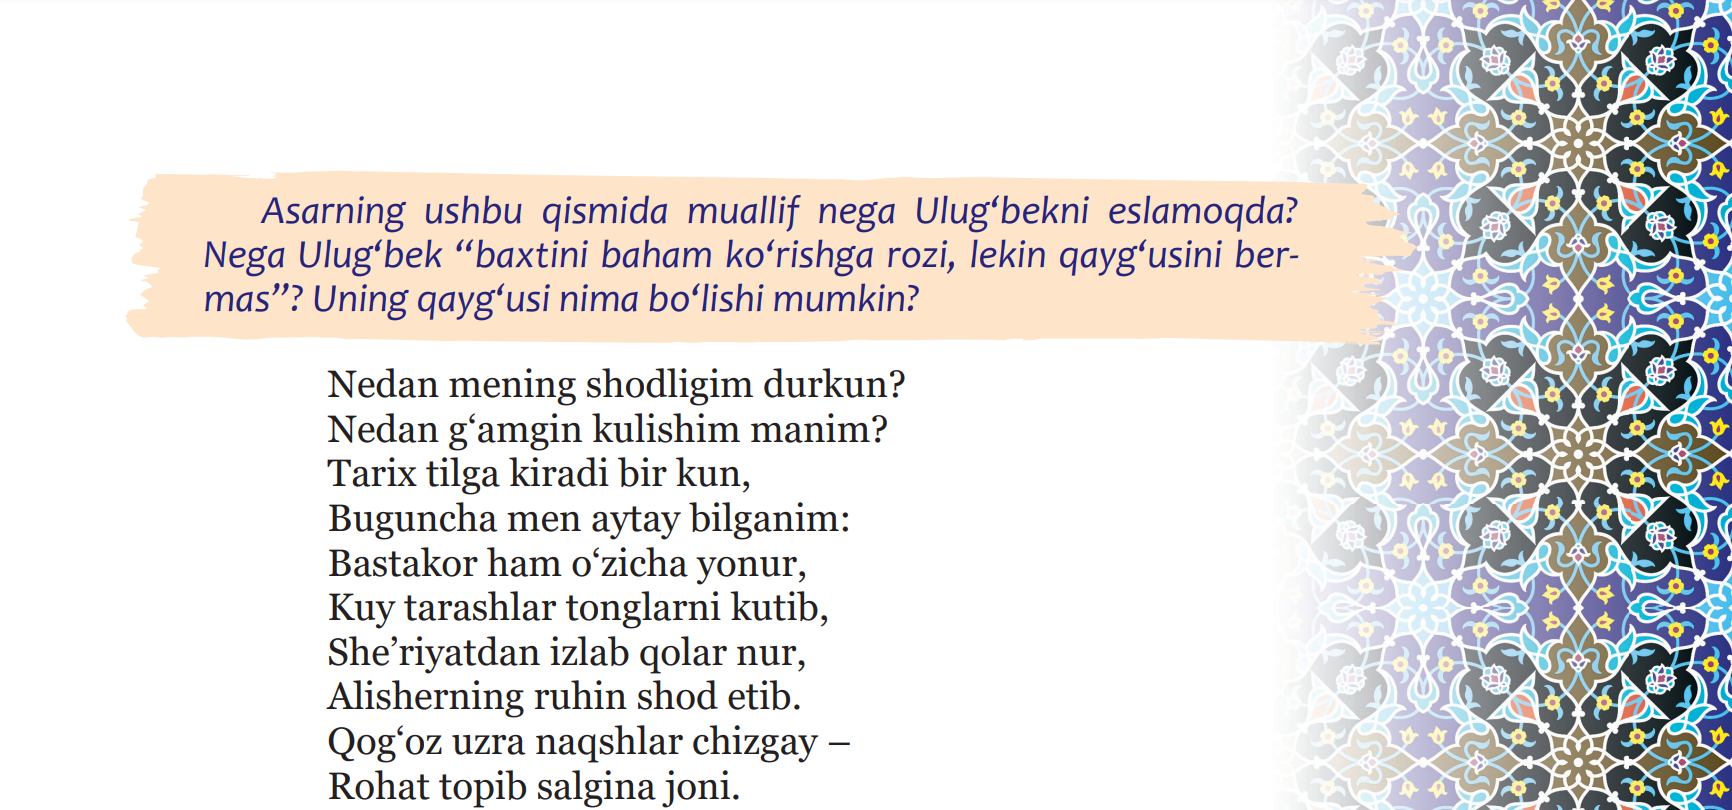 Asarning ushbu qismida muallif nega Ulug‘bekni eslamoqda?
Nega Ulug‘bek “baxtini baham ko‘rishga rozi, lekin qayg‘usini ber-
mas”? Uning qayg‘usi nima bo‘lishi mumkin?
Nedan mening shodligim durkun?
Nedan g‘amgin kulishim manim?
Tarix tilga kiradi bir kun,
Buguncha men aytay bilganim:
Bastakor ham o‘zicha yonur,
Kuy tarashlar tonglarni kutib,
She’riyatdan izlab qolar nur,
Alisherning ruhin shod etib.
Qog‘oz uzra naqshlar chizgay –
Rohat topib salgina joni.